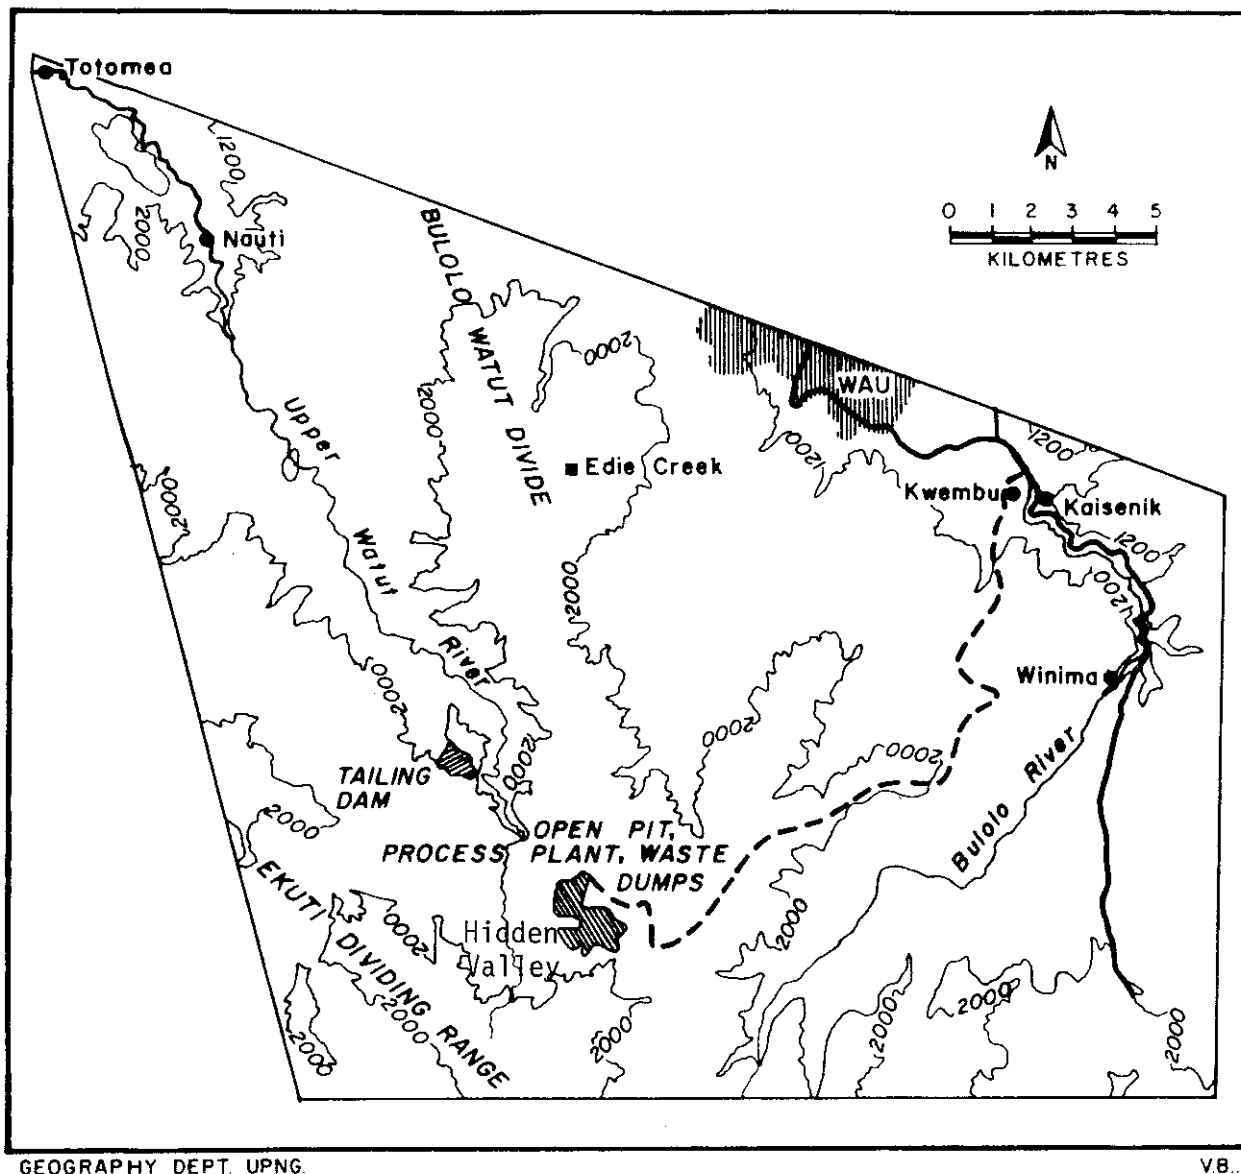 Totomea
1200
N
0 1 2 3 4 5
KILOMETRES
2000
Nauti
BULOLO WATUT DIVIDE
2000
2000
WAU
Upper Watut River
2000
Edie Creek
1200
1200
Kwembu
Kaisenik
1200
1200
2000
2000
Winima
2000
2000
2000
TAILING
DAM
2000
OPEN PIT,
PROCESS PLANT, WASTE
DUMPS
Bulolo River
EKUTI DIVIDING RANGE
2000
Hidden
Valley
2000
2000
2000
2000
2000
2000
2000
GEOGRAPHY DEPT. UPNG.
V.B..